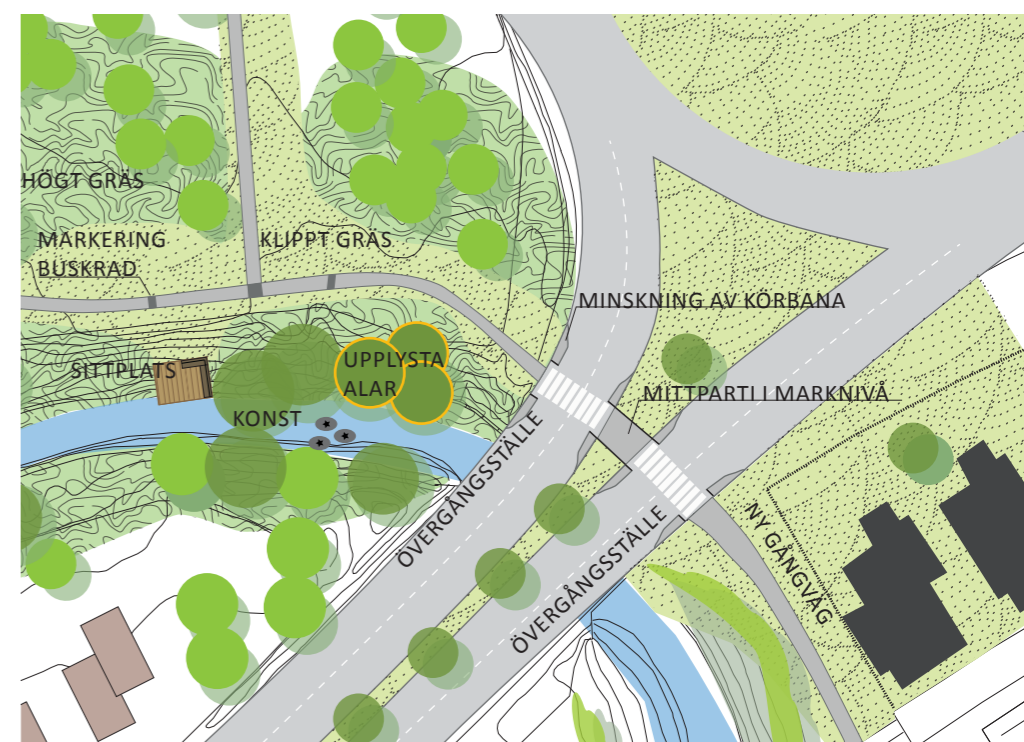 HÖGT GRÄS
MARKERING
BUSKRAD
KLIPPT GRÄS
MINSKNING AV KÖRBANA
SITTPLATS
UPPLYSTA
ALAR
MITTPARTI I MARKNIVÅ
KONST
ÖVERGÅNGSSTÄLLE
ÖVERGÅNGSSTÄLLE
NY GÅNGVÄG